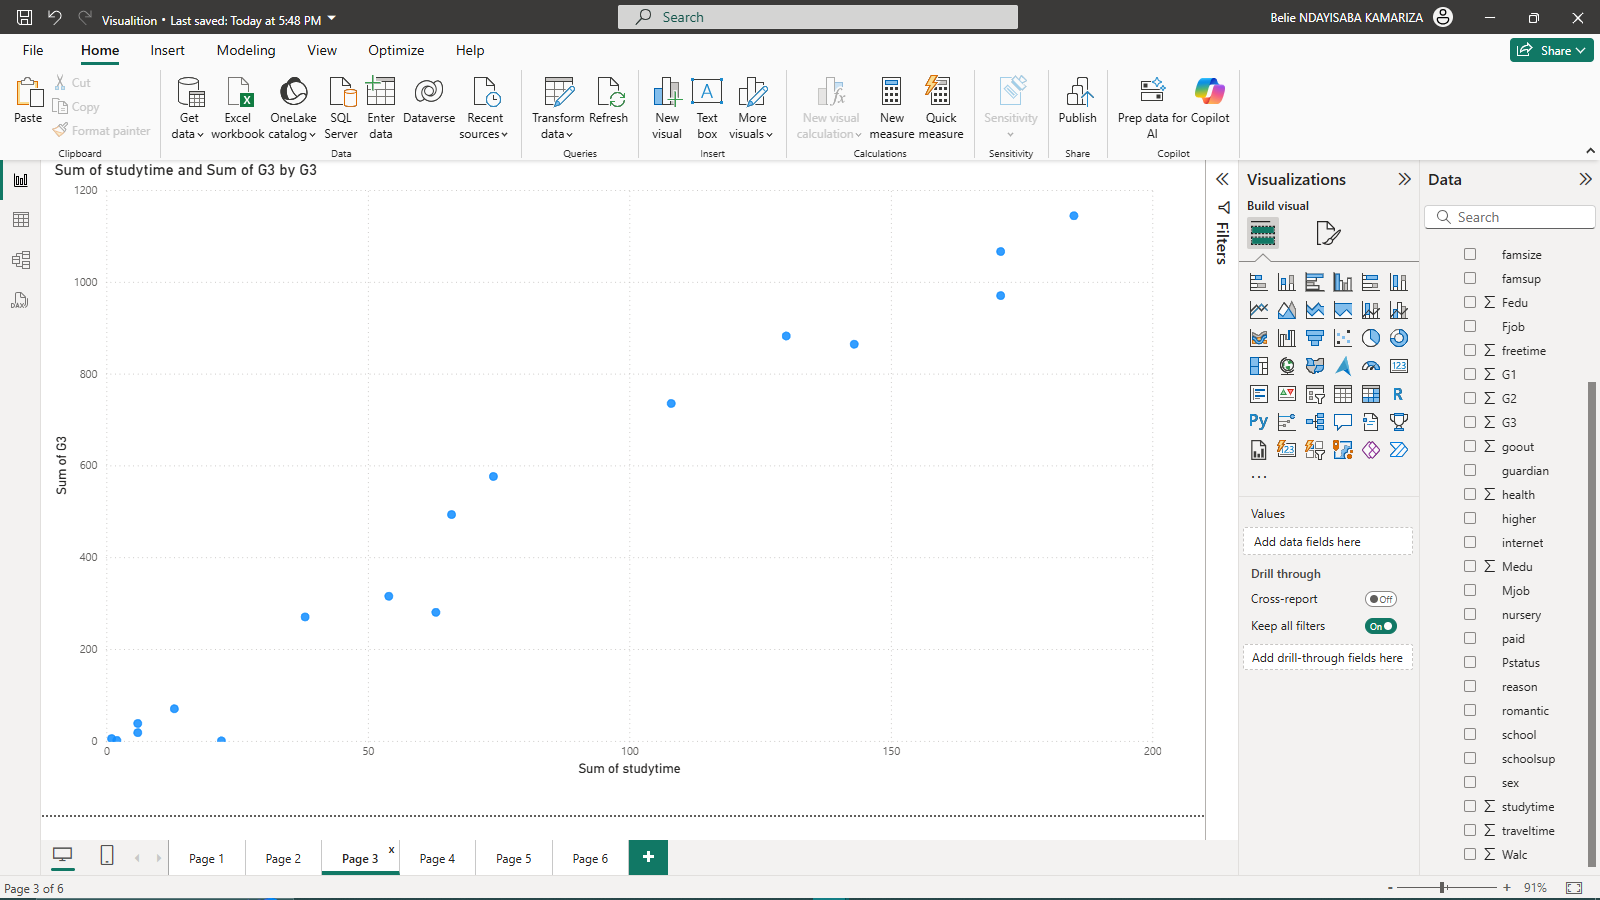 Visualition • Last saved: Today at 5:48 PM
Search
Belie NDAYISABA KAMARIZA
File
Home
Insert
Modeling
View
Optimize
Help
Share
Paste
Cut
Copy
Format painter
Clipboard
Get data
Excel workbook
OneLake catalog
SQL Server
Enter data
Dataverse
Recent sources
Data
Transform data
Refresh
Queries
New visual
Text box
More visuals
Insert
New visual calculation
New measure
Quick measure
Calculations
Sensitivity
Sensitivity
Publish
Share
Prep data for AI
Copilot
Copilot
Sum of studytime and Sum of G3 by G3
1200
1000
800
600
400
200
0
Sum of G3
0
50
100
150
200
Sum of studytime
Filters
Visualizations
Build visual
123
R
Py
123
...
Values
Add data fields here
Drill through
Cross-report
Off
Keep all filters
On
Add drill-through fields here
Data
Search
famsize
famsup
Fedu
Fjob
freetime
G1
G2
G3
goout
guardian
health
higher
internet
Medu
Mjob
nursery
paid
Pstatus
reason
romantic
school
schoolsup
sex
studytime
traveltime
Walc
DAX
Page 1
Page 2
Page 3
x
Page 4
Page 5
Page 6
+
Page 3 of 6
-
+
91%